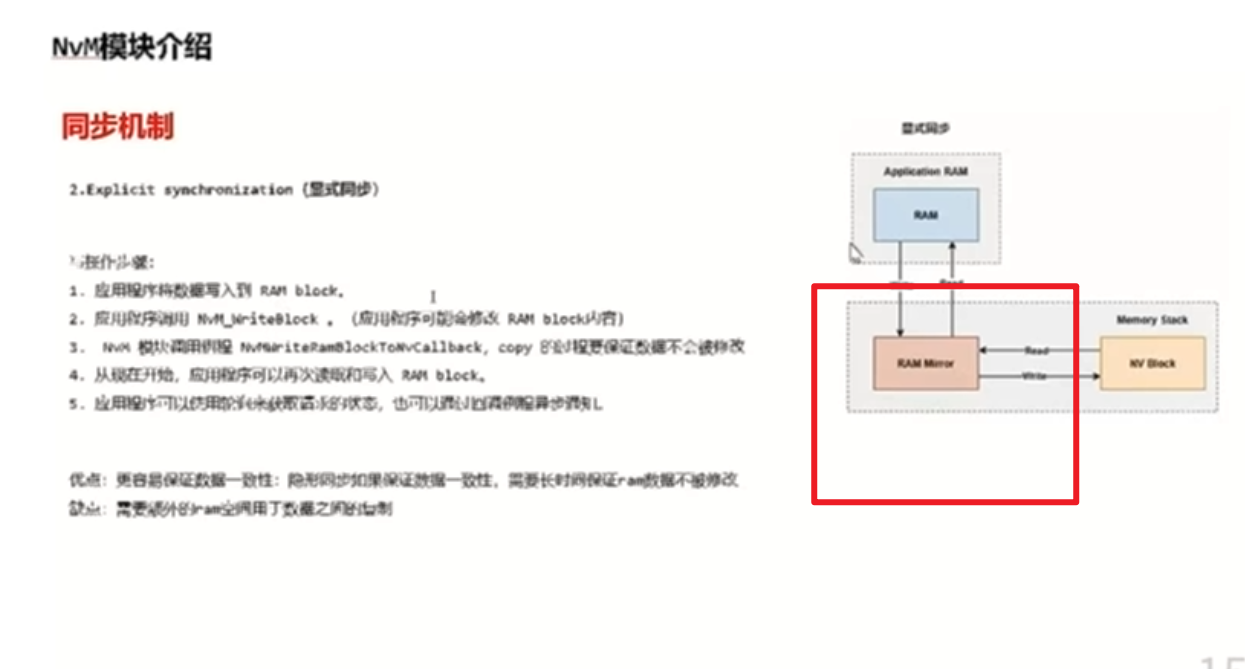 NvM模块介绍
同步机制
显式同步
2.Explicit synchronization (显式同步)
Application RAM
RAM
操作步骤:
1. 应用程序将数据写入到 RAM block。
2. 应用程序调用 NvM_WriteBlock 。 (应用程序可能会修改 RAM block内容)
3. NvM 模块调用例程 NvMWriteRamBlockToNvCallback, copy 的过程要保证数据不会被修改
4. 从现在开始, 应用程序可以再次读取和写入 RAM block。
5. 应用程序可以使用轮询来获取请求的状态, 也可以通过回调例程异步通知
Read
Memory Stack
RAM Mirror
Read
Write
NV Block
优点: 更容易保证数据一致性: 隐形同步如果保证数据一致性, 需要长时间保证ram数据不被修改
缺点: 需要额外的ram空间用于数据之间的复制